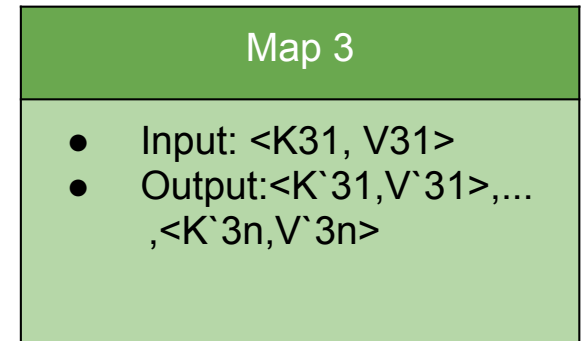 Map 3
● Input: <K31, V31>
● Output:<K`31,V`31>,...
,<K`3n,V`3n>